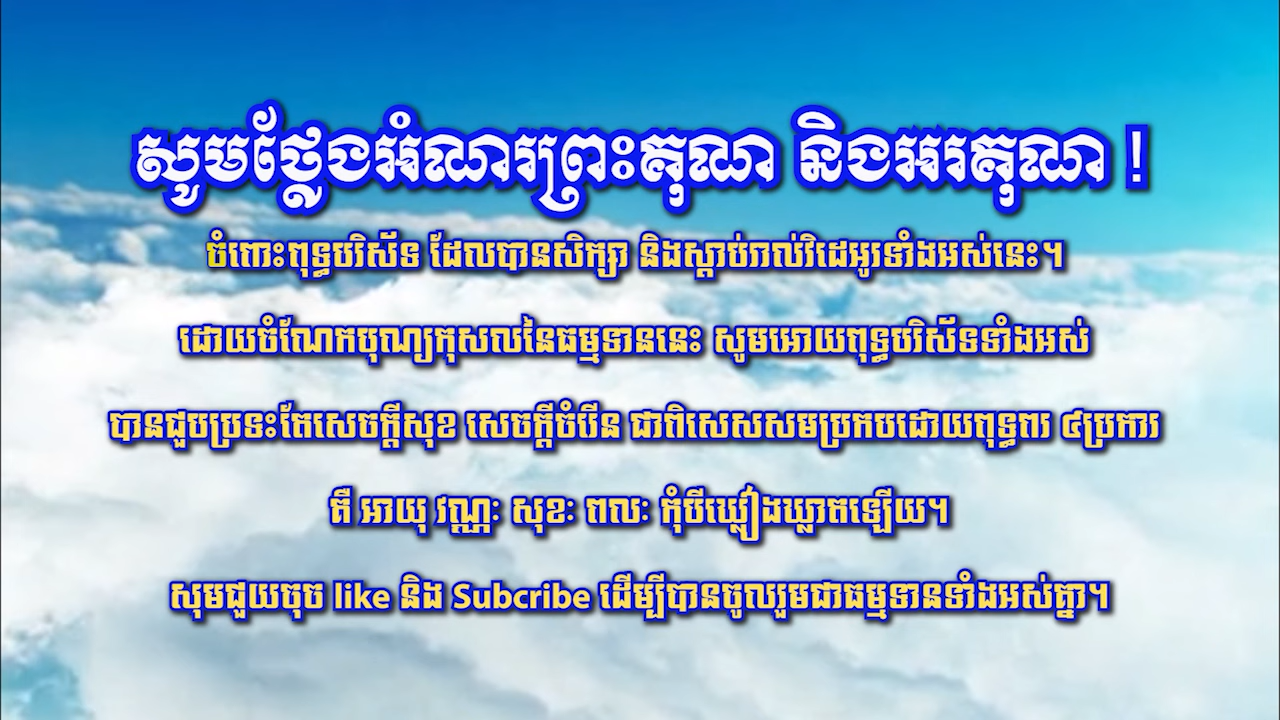 សូមថ្លែងអំណរព្រះគុណ និងអរគុណ !
ចំពោះពុទ្ធបរិស័ទ ដែលបានសិក្សា និងស្តាប់រាល់វិដេអូរទាំងអស់នេះ។
ដោយចំណែកបុណ្យកុសលនៃធម្មទាននេះ សូមអោយពុទ្ធបរិស័ទទាំងអស់
បានជួបប្រទះតែសេចក្តីសុខ សេចក្តីចំរើន ជាពិសេសសមប្រកបដោយពុទ្ធពរ ៤ប្រការ
គឺ អាយុ វណ្ណៈ សុខៈ ពលៈ កុំបីឃ្លៀងឃ្លាតឡើយ។
សុមជួយចុច like និង Subcribe ដើម្បីបានចូលរួមជាធម្មទានទាំងអស់គ្នា។